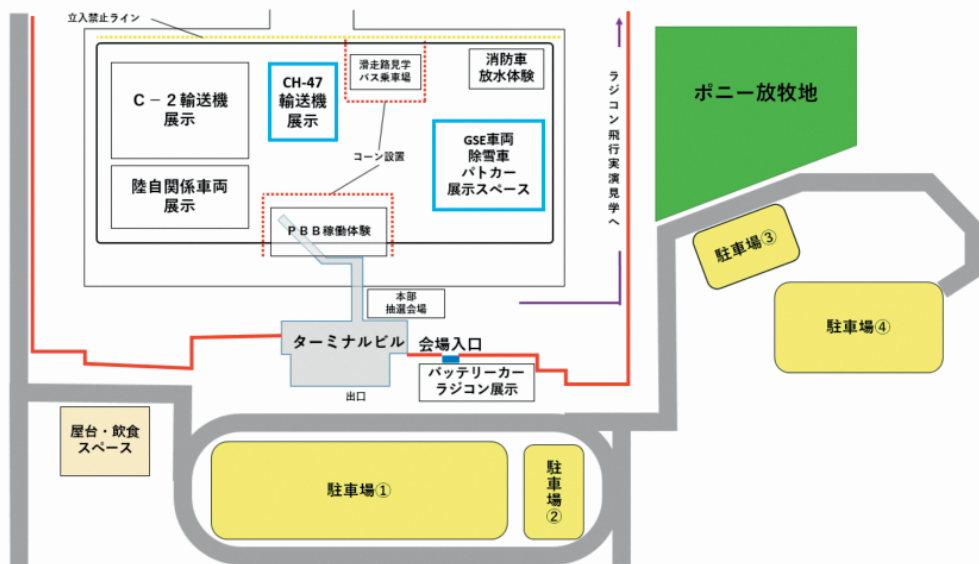 立入禁止ライン
C－2輸送機
展示
CH-47
輸送機
展示
滑走路見学
バス乗車場
消防車
放水体験
コーン設置
GSE車両
除雪車
パトカー
展示スペース
陸自関係車両
展示
PBB稼働体験
ラジコン飛行実演見学へ
ポニー放牧地
駐車場③
駐車場④
本部
抽選会場
ターミナルビル
会場入口
バッテリーカー
ラジコン展示
出口
屋台・飲食
スペース
駐車場①
駐車場②